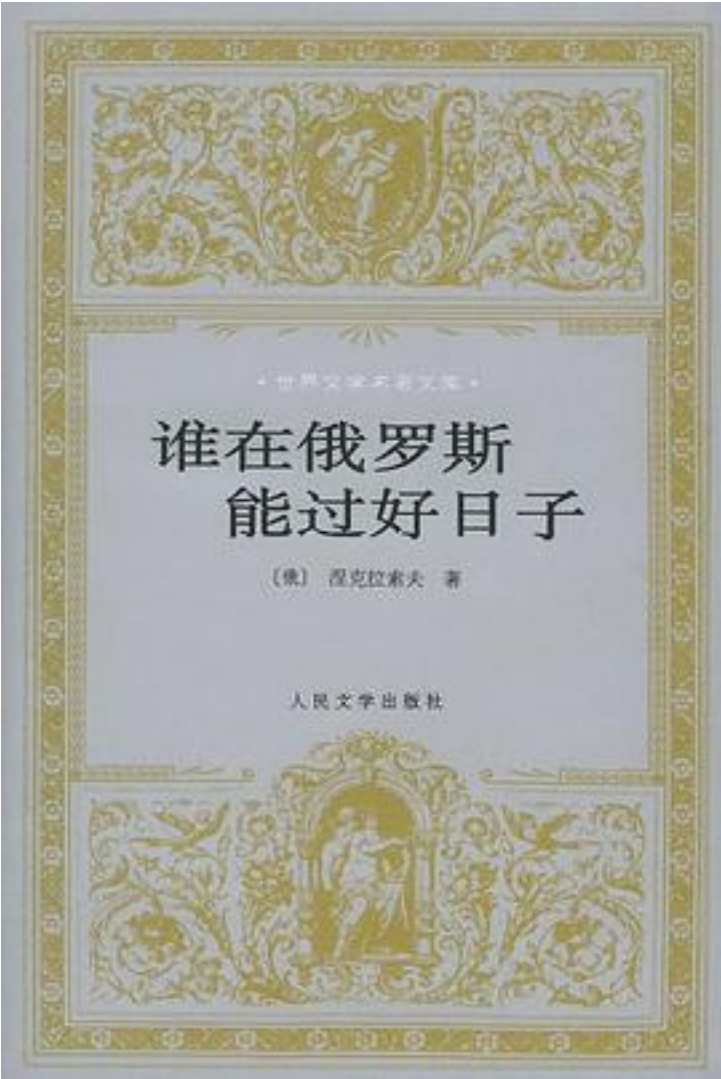 ·世界文学名著文库·
谁在俄罗斯
能过好日子
〔俄〕 涅克拉索夫 著
人民文学出版社